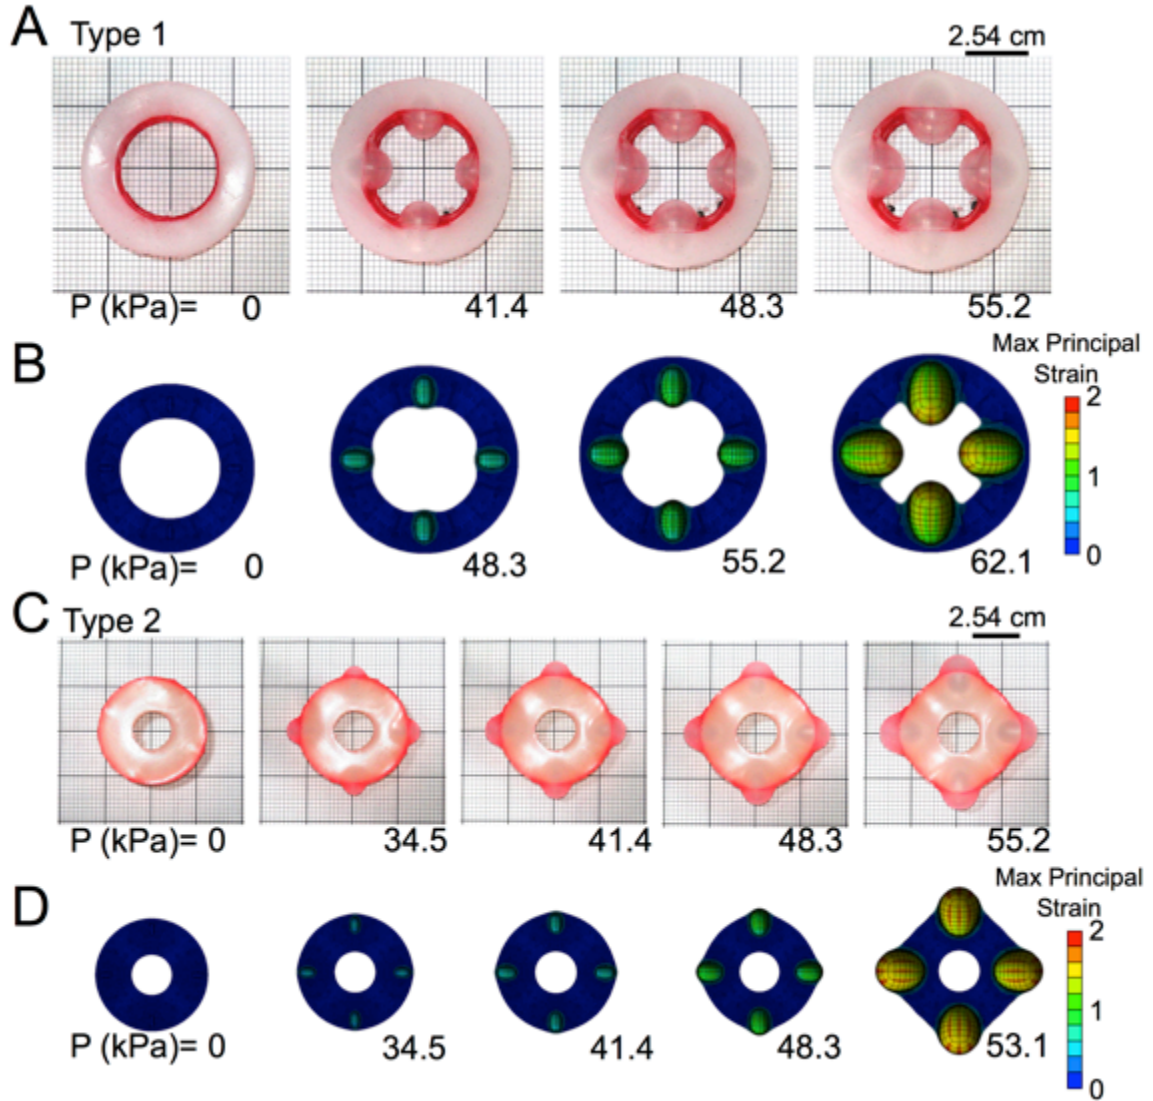 A Type 1 2.54 cm
P (kPa)= 0 41.4 48.3 55.2
B Max Principal
Strain
2
1
0
P (kPa)= 0 48.3 55.2 62.1
C Type 2 2.54 cm
P (kPa)= 0 34.5 41.4 48.3 55.2
D Max Principal
Strain
2
1
0
P (kPa)= 0 34.5 41.4 48.3 53.1